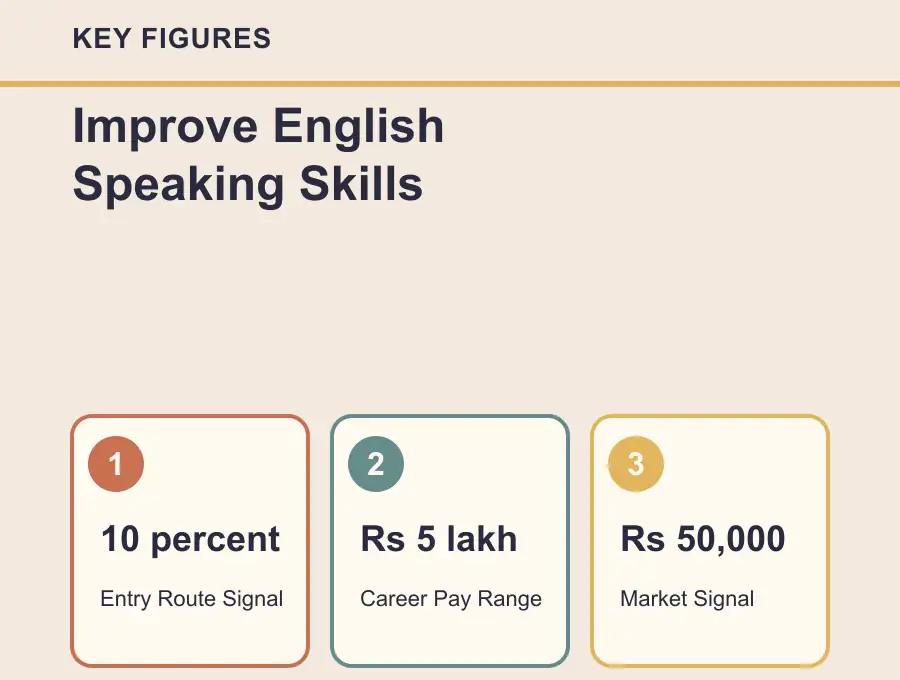 KEY FIGURES
Improve English
Speaking Skills
1
10 percent
Entry Route Signal
2
Rs 5 lakh
Career Pay Range
3
Rs 50,000
Market Signal